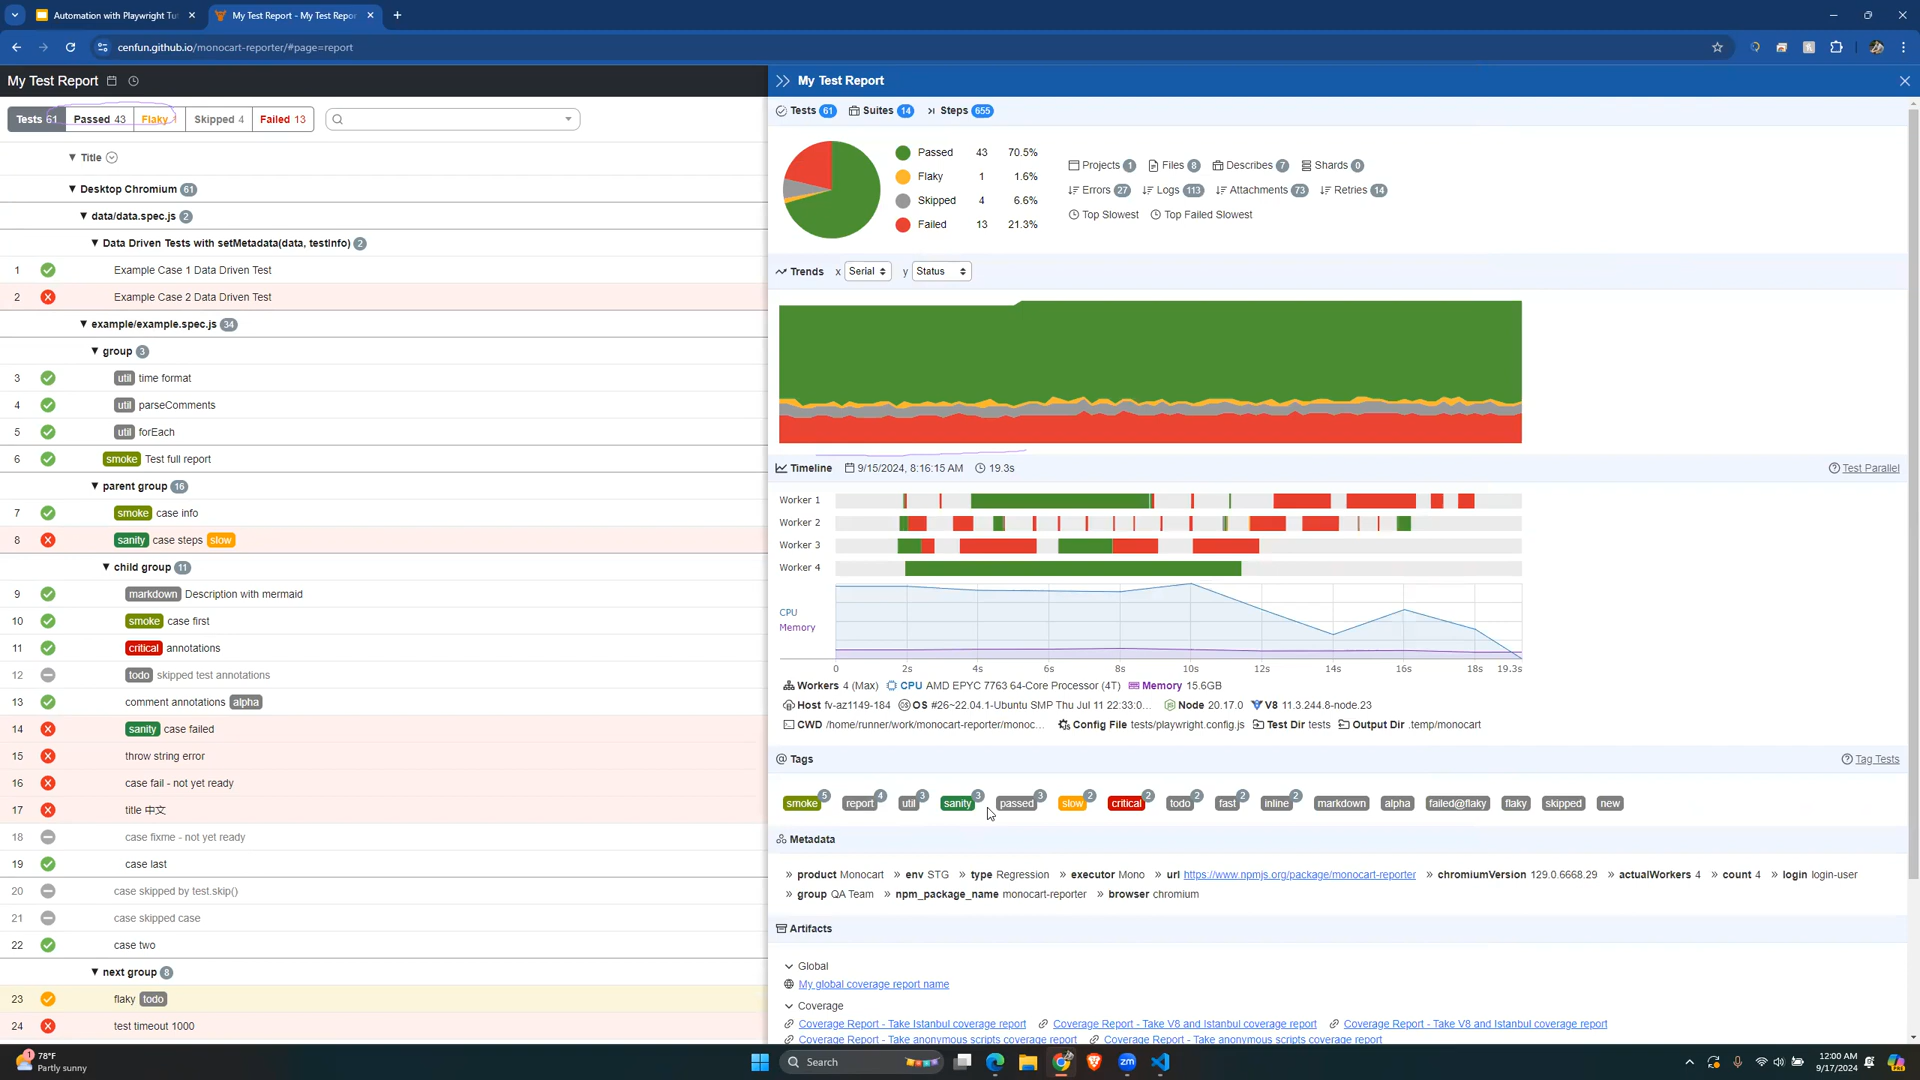 Automation with Playwright Tu
My Test Report - My Test Repor
cenfun.github.io/monocart-reporter/#page=report
My Test Report
Tests 61 Passed 43 Flaky 1 Skipped 4 Failed 13
Title
Desktop Chromium 61
data/data.spec.js 2
Data Driven Tests with setMetadata(data, testInfo) 2
1 Example Case 1 Data Driven Test
2 Example Case 2 Data Driven Test
example/example.spec.js 34
group 3
3 util time format
4 util parseComments
5 util forEach
6 smoke Test full report
parent group 16
7 smoke case info
8 sanity case steps slow
child group 11
9 markdown Description with mermaid
10 smoke case first
11 critical annotations
12 todo skipped test annotations
13 comment annotations alpha
14 sanity case failed
15 throw string error
16 case fail - not yet ready
17 title 中文
18 case fixme - not yet ready
19 case last
20 case skipped by test.skip()
21 case skipped case
22 case two
next group 8
23 flaky todo
24 test timeout 1000
My Test Report
Tests 61 Suites 14 Steps 655
Passed 43 70.5%
Flaky 1 1.6%
Skipped 4 6.6%
Failed 13 21.3%
Projects 1 Files 8 Describes 7 Shards 0
Errors 27 Logs 113 Attachments 73 Retries 14
Top Slowest Top Failed Slowest
Trends x Serial y Status
Timeline 9/15/2024, 8:16:15 AM 19.3s Test Parallel
Worker 1
Worker 2
Worker 3
Worker 4
CPU
Memory
0 2s 4s 6s 8s 10s 12s 14s 16s 18s 19.3s
Workers 4 (Max) CPU AMD EPYC 7763 64-Core Processor (4T) Memory 15.6GB
Host fv-az1149-184 OS #26~22.04.1-Ubuntu SMP Thu Jul 11 22:33:0... Node 20.17.0 V8 11.3.244.8-node.23
CWD /home/runner/work/monocart-reporter/monoc... Config File tests/playwright.config.js Test Dir tests Output Dir .temp/monocart
Tags Tag Tests
smoke 5 report 4 util 3 sanity 3 passed 3 slow 2 critical 2 todo 2 fast 2 inline 2 markdown alpha failed@flaky flaky skipped new
Metadata
» product Monocart » env STG » type Regression » executor Mono » url https://www.npmjs.org/package/monocart-reporter » chromiumVersion 129.0.6668.29 » actualWorkers 4 » count 4 » login login-user
» group QA Team » npm_package_name monocart-reporter » browser chromium
Artifacts
Global
My global coverage report name
Coverage
Coverage Report - Take Istanbul coverage report Coverage Report - Take V8 and Istanbul coverage report Coverage Report - Take V8 and Istanbul coverage report
Coverage Report - Take anonymous scripts coverage report Coverage Report - Take anonymous scripts coverage report
1
78°F
Partly sunny
Search
12:00 AM
9/17/2024